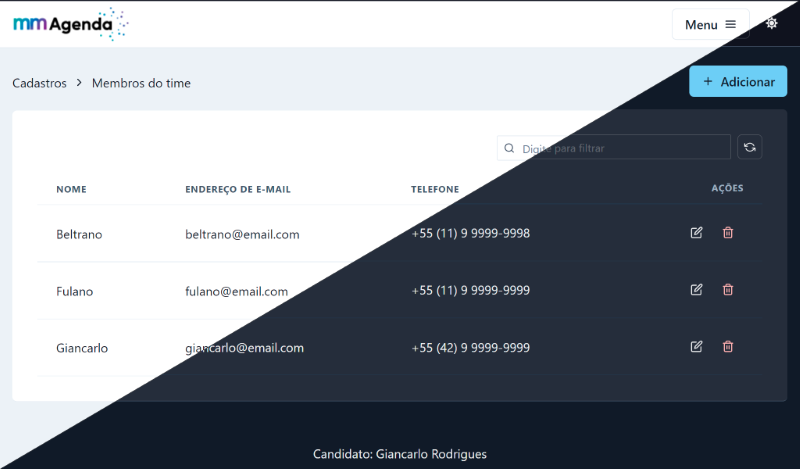 mm Agenda
Menu
Cadastros > Membros do time
+ Adicionar
Digite para filtrar
NOME ENDEREÇO DE E-MAIL TELEFONE AÇÕES
Beltrano beltrano@email.com +55 (11) 9 9999-9998
Fulano fulano@email.com +55 (11) 9 9999-9999
Giancarlo giancarlo@email.com +55 (42) 9 9999-9999
Candidato: Giancarlo Rodrigues